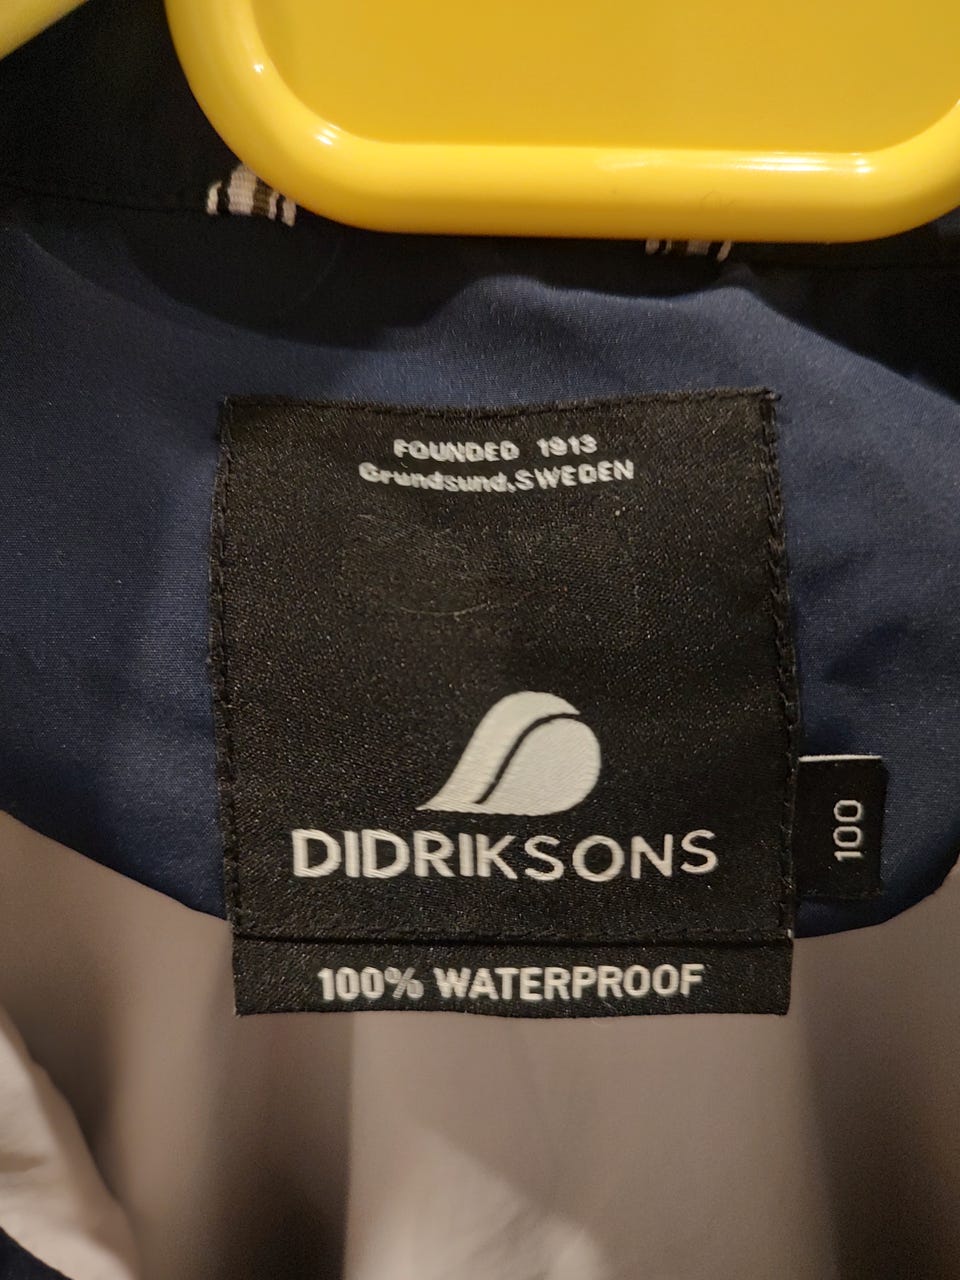 FOUNDED 1913
Grundsund,SWEDEN
DIDRIKSONS
100
100% WATERPROOF